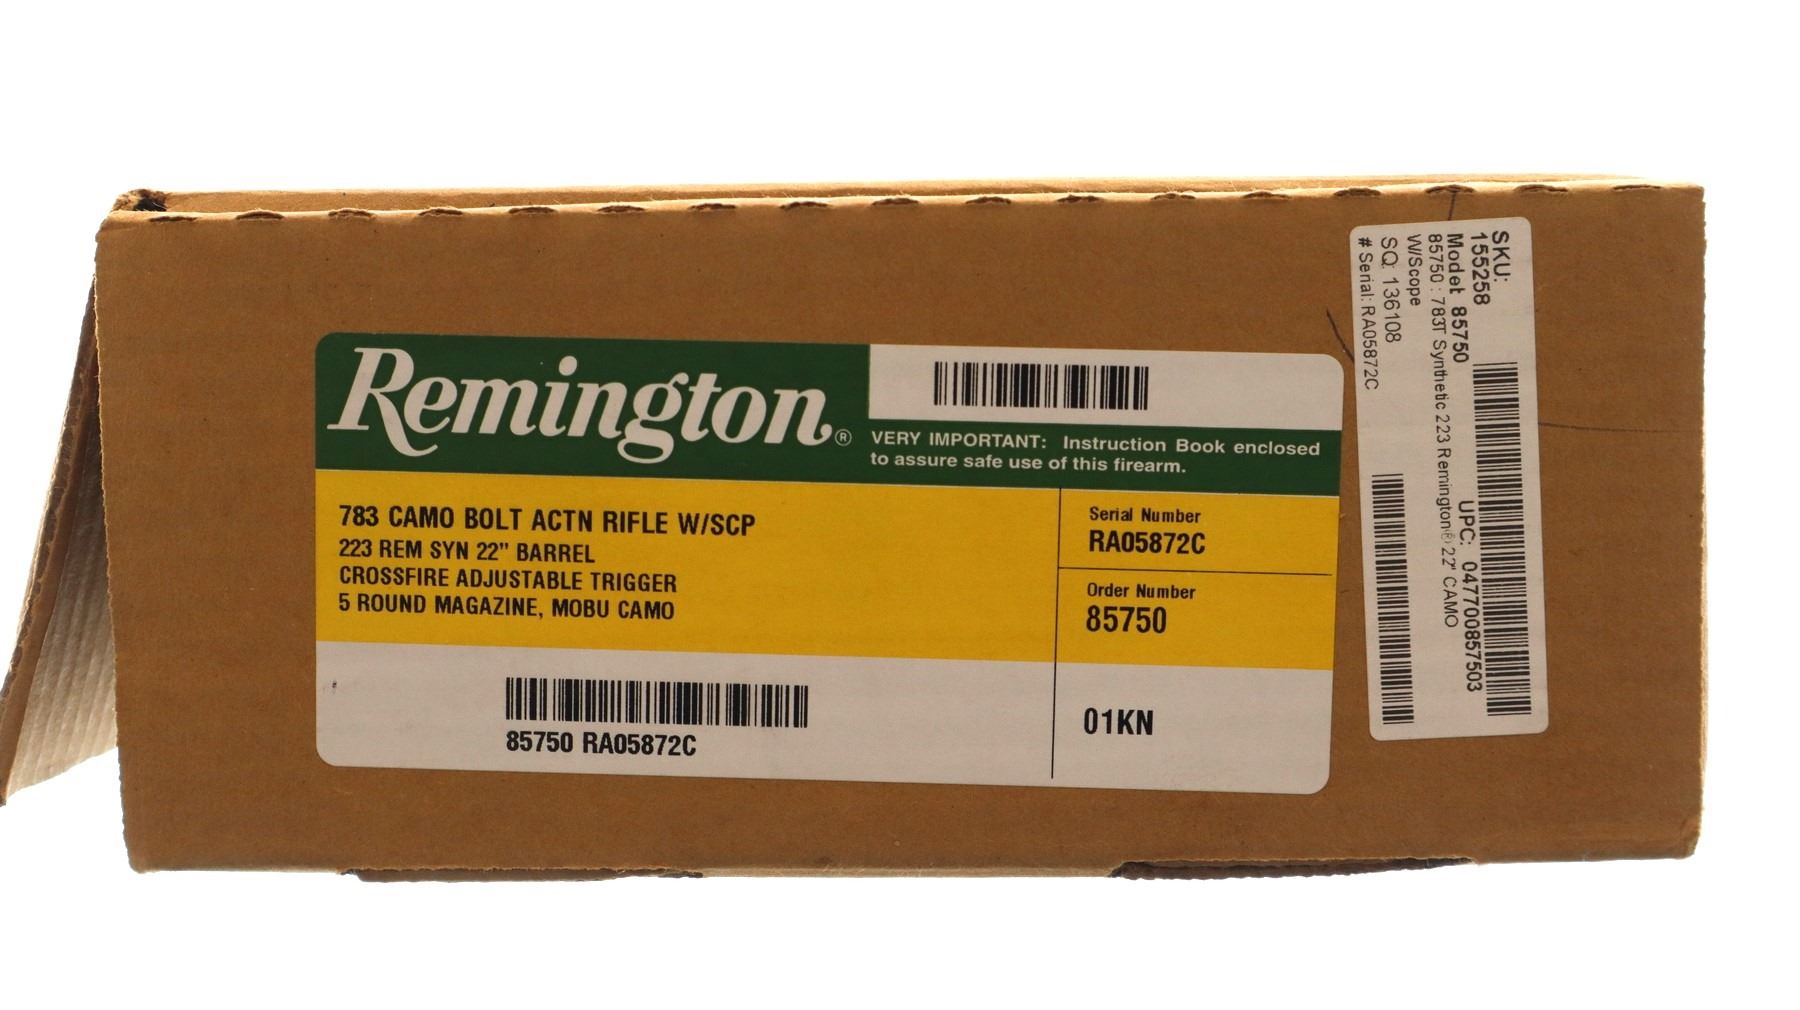 Remington®
VERY IMPORTANT: Instruction Book enclosed
to assure safe use of this firearm.
783 CAMO BOLT ACTN RIFLE W/SCP
223 REM SYN 22" BARREL
CROSSFIRE ADJUSTABLE TRIGGER
5 ROUND MAGAZINE, MOBU CAMO
Serial Number
RA05872C
Order Number
85750
85750 RA05872C
01KN
SKU:
155258
Model: 85750
UPC: 047700857503
85750 : 783T Synthetic 223 Remington® 22" CAMO
W/Scope
SQ: 136108
# Serial: RA05872C